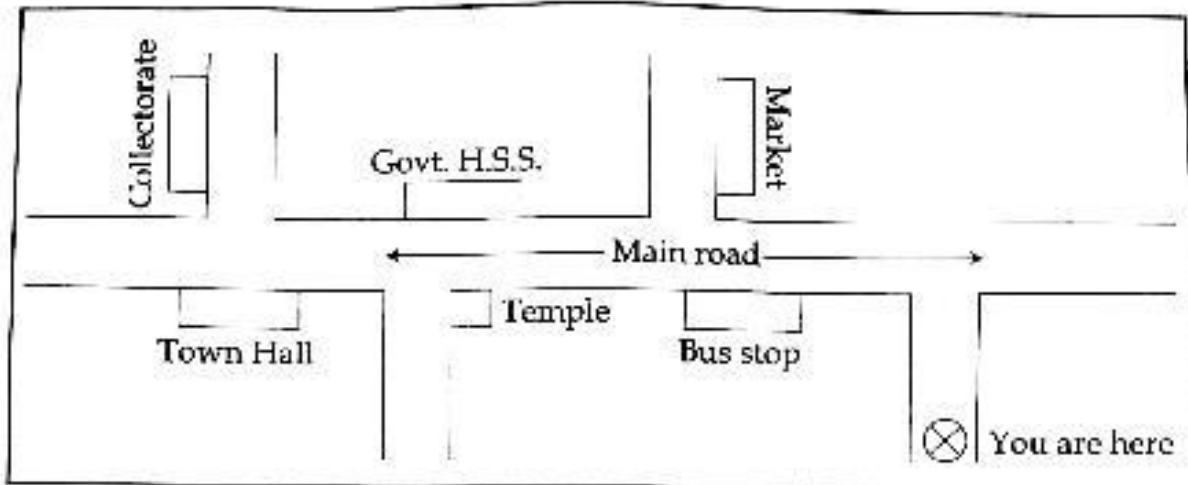 Collectorate
Market
Govt. H.S.S.
Main road
Temple
Town Hall
Bus stop
You are here